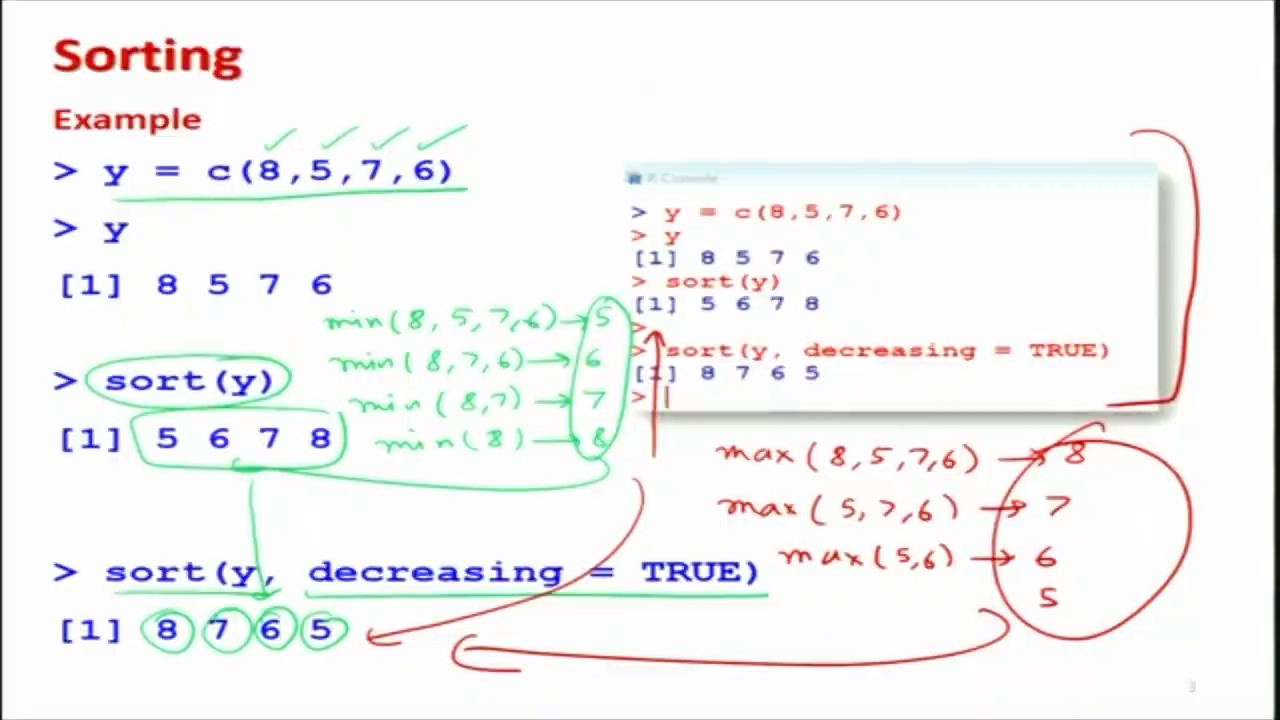 Sorting
Example
> y = c(8,5,7,6)
> y
[1] 8 5 7 6
min(8, 5, 7, 6) → 5
min(8, 7, 6) → 6
min(8,7) → 7
min(8) → 8
> sort(y)
[1] 5 6 7 8
> sort(y, decreasing = TRUE)
[1] 8 7 6 5
R Console
> y = c(8,5,7,6)
> y
[1] 8 5 7 6
> sort(y)
[1] 5 6 7 8
>
> sort(y, decreasing = TRUE)
[1] 8 7 6 5
> |
max(8,5,7,6) → 8
max(5,7,6) → 7
max(5,6) → 6
5
3